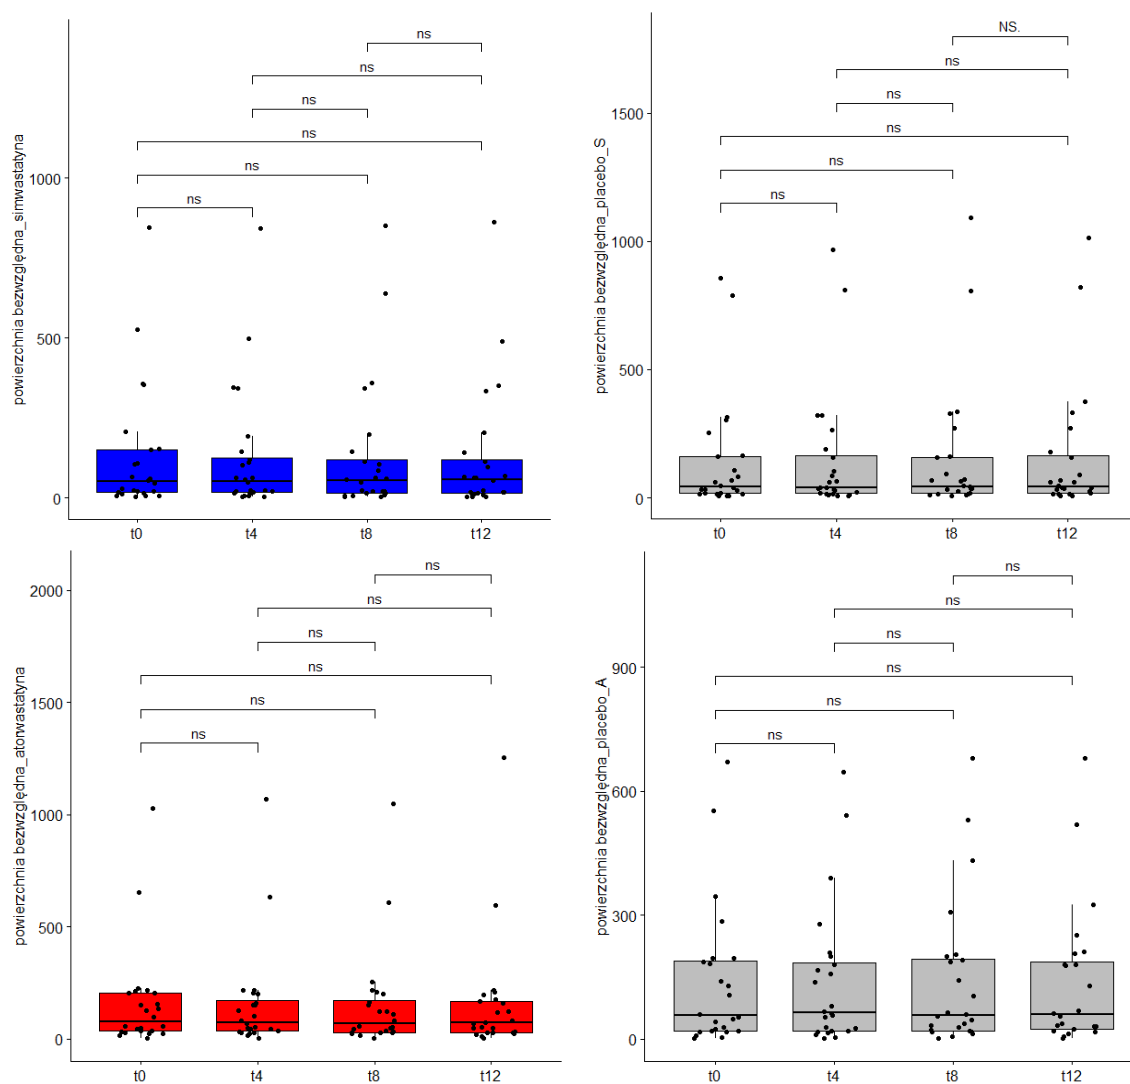 powierzchnia bezwzględna_simwastatyna
1000
500
0
ns
ns
ns
ns
ns
ns
t0
t4
t8
t12
powierzchnia bezwzględna_placebo_S
1500
1000
500
0
NS.
ns
ns
ns
ns
ns
t0
t4
t8
t12
powierzchnia bezwzględna_atorwastatyna
2000
1500
1000
500
0
ns
ns
ns
ns
ns
ns
t0
t4
t8
t12
powierzchnia bezwzględna_placebo_A
900
600
300
0
ns
ns
ns
ns
ns
ns
t0
t4
t8
t12